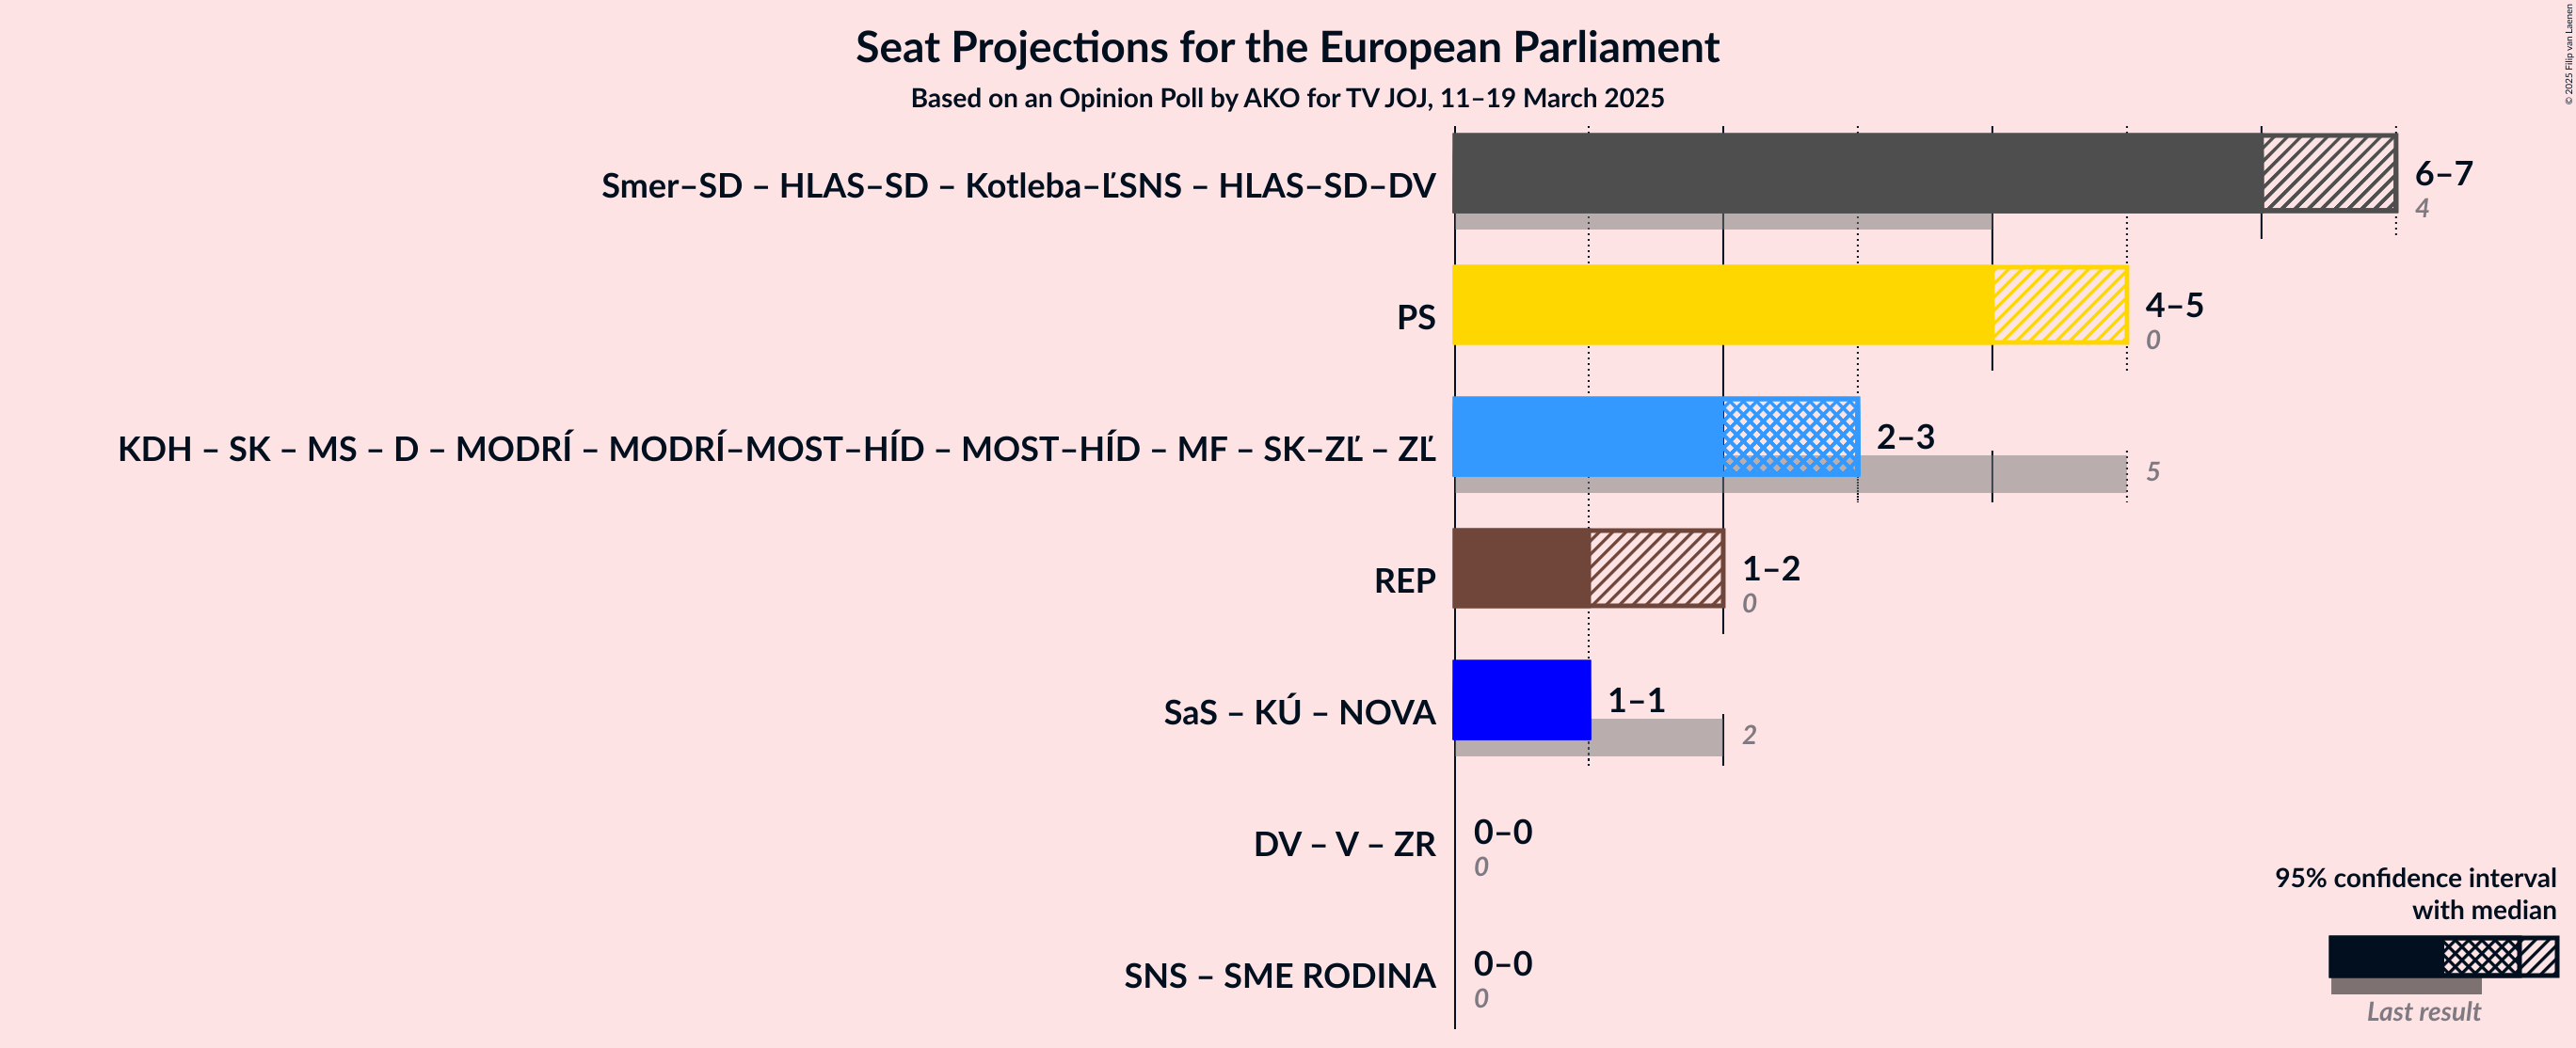 Seat Projections for the European Parliament
Based on an Opinion Poll by AKO for TV JOJ, 11–19 March 2025
© 2025 Filip van Laenen
Smer–SD – HLAS–SD – Kotleba–ĽSNS – HLAS–SD–DV
6–7
4
PS
4–5
0
KDH – SK – MS – D – MODRÍ – MODRÍ–MOST–HÍD – MOST–HÍD – MF – SK–ZĽ – ZĽ
2–3
5
REP
1–2
0
SaS – KÚ – NOVA
1–1
2
DV – V – ZR
0–0
0
SNS – SME RODINA
0–0
0
95% confidence interval
with median
Last result